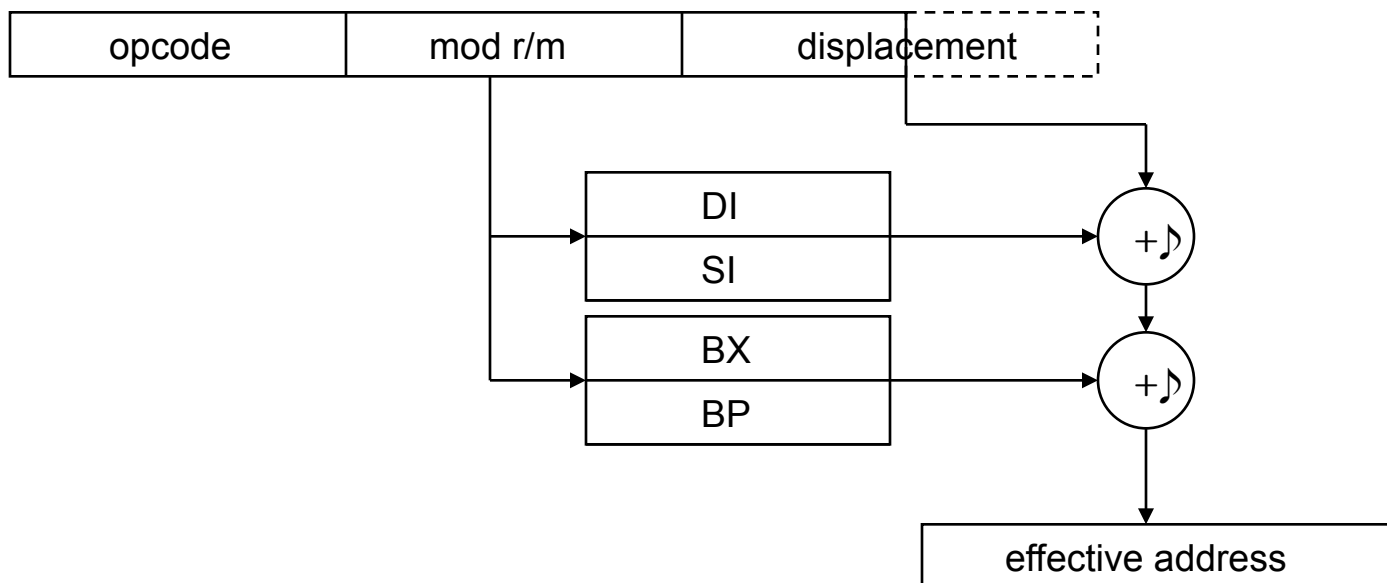 opcode mod r/m displacement
DI
+♪
SI
BX
+♪
BP
effective address